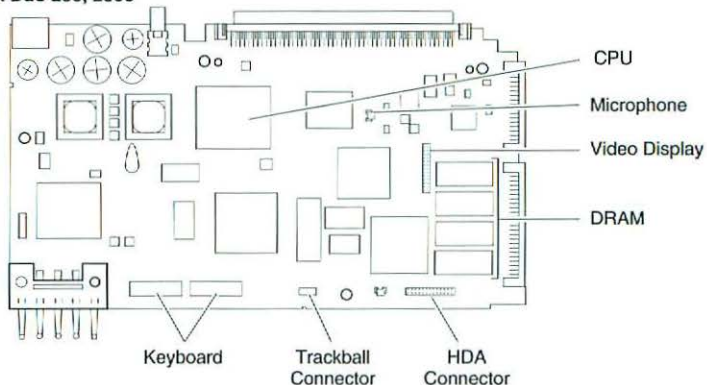 CPU
Microphone
Video Display
DRAM
Keyboard
Trackball
Connector
HDA
Connector